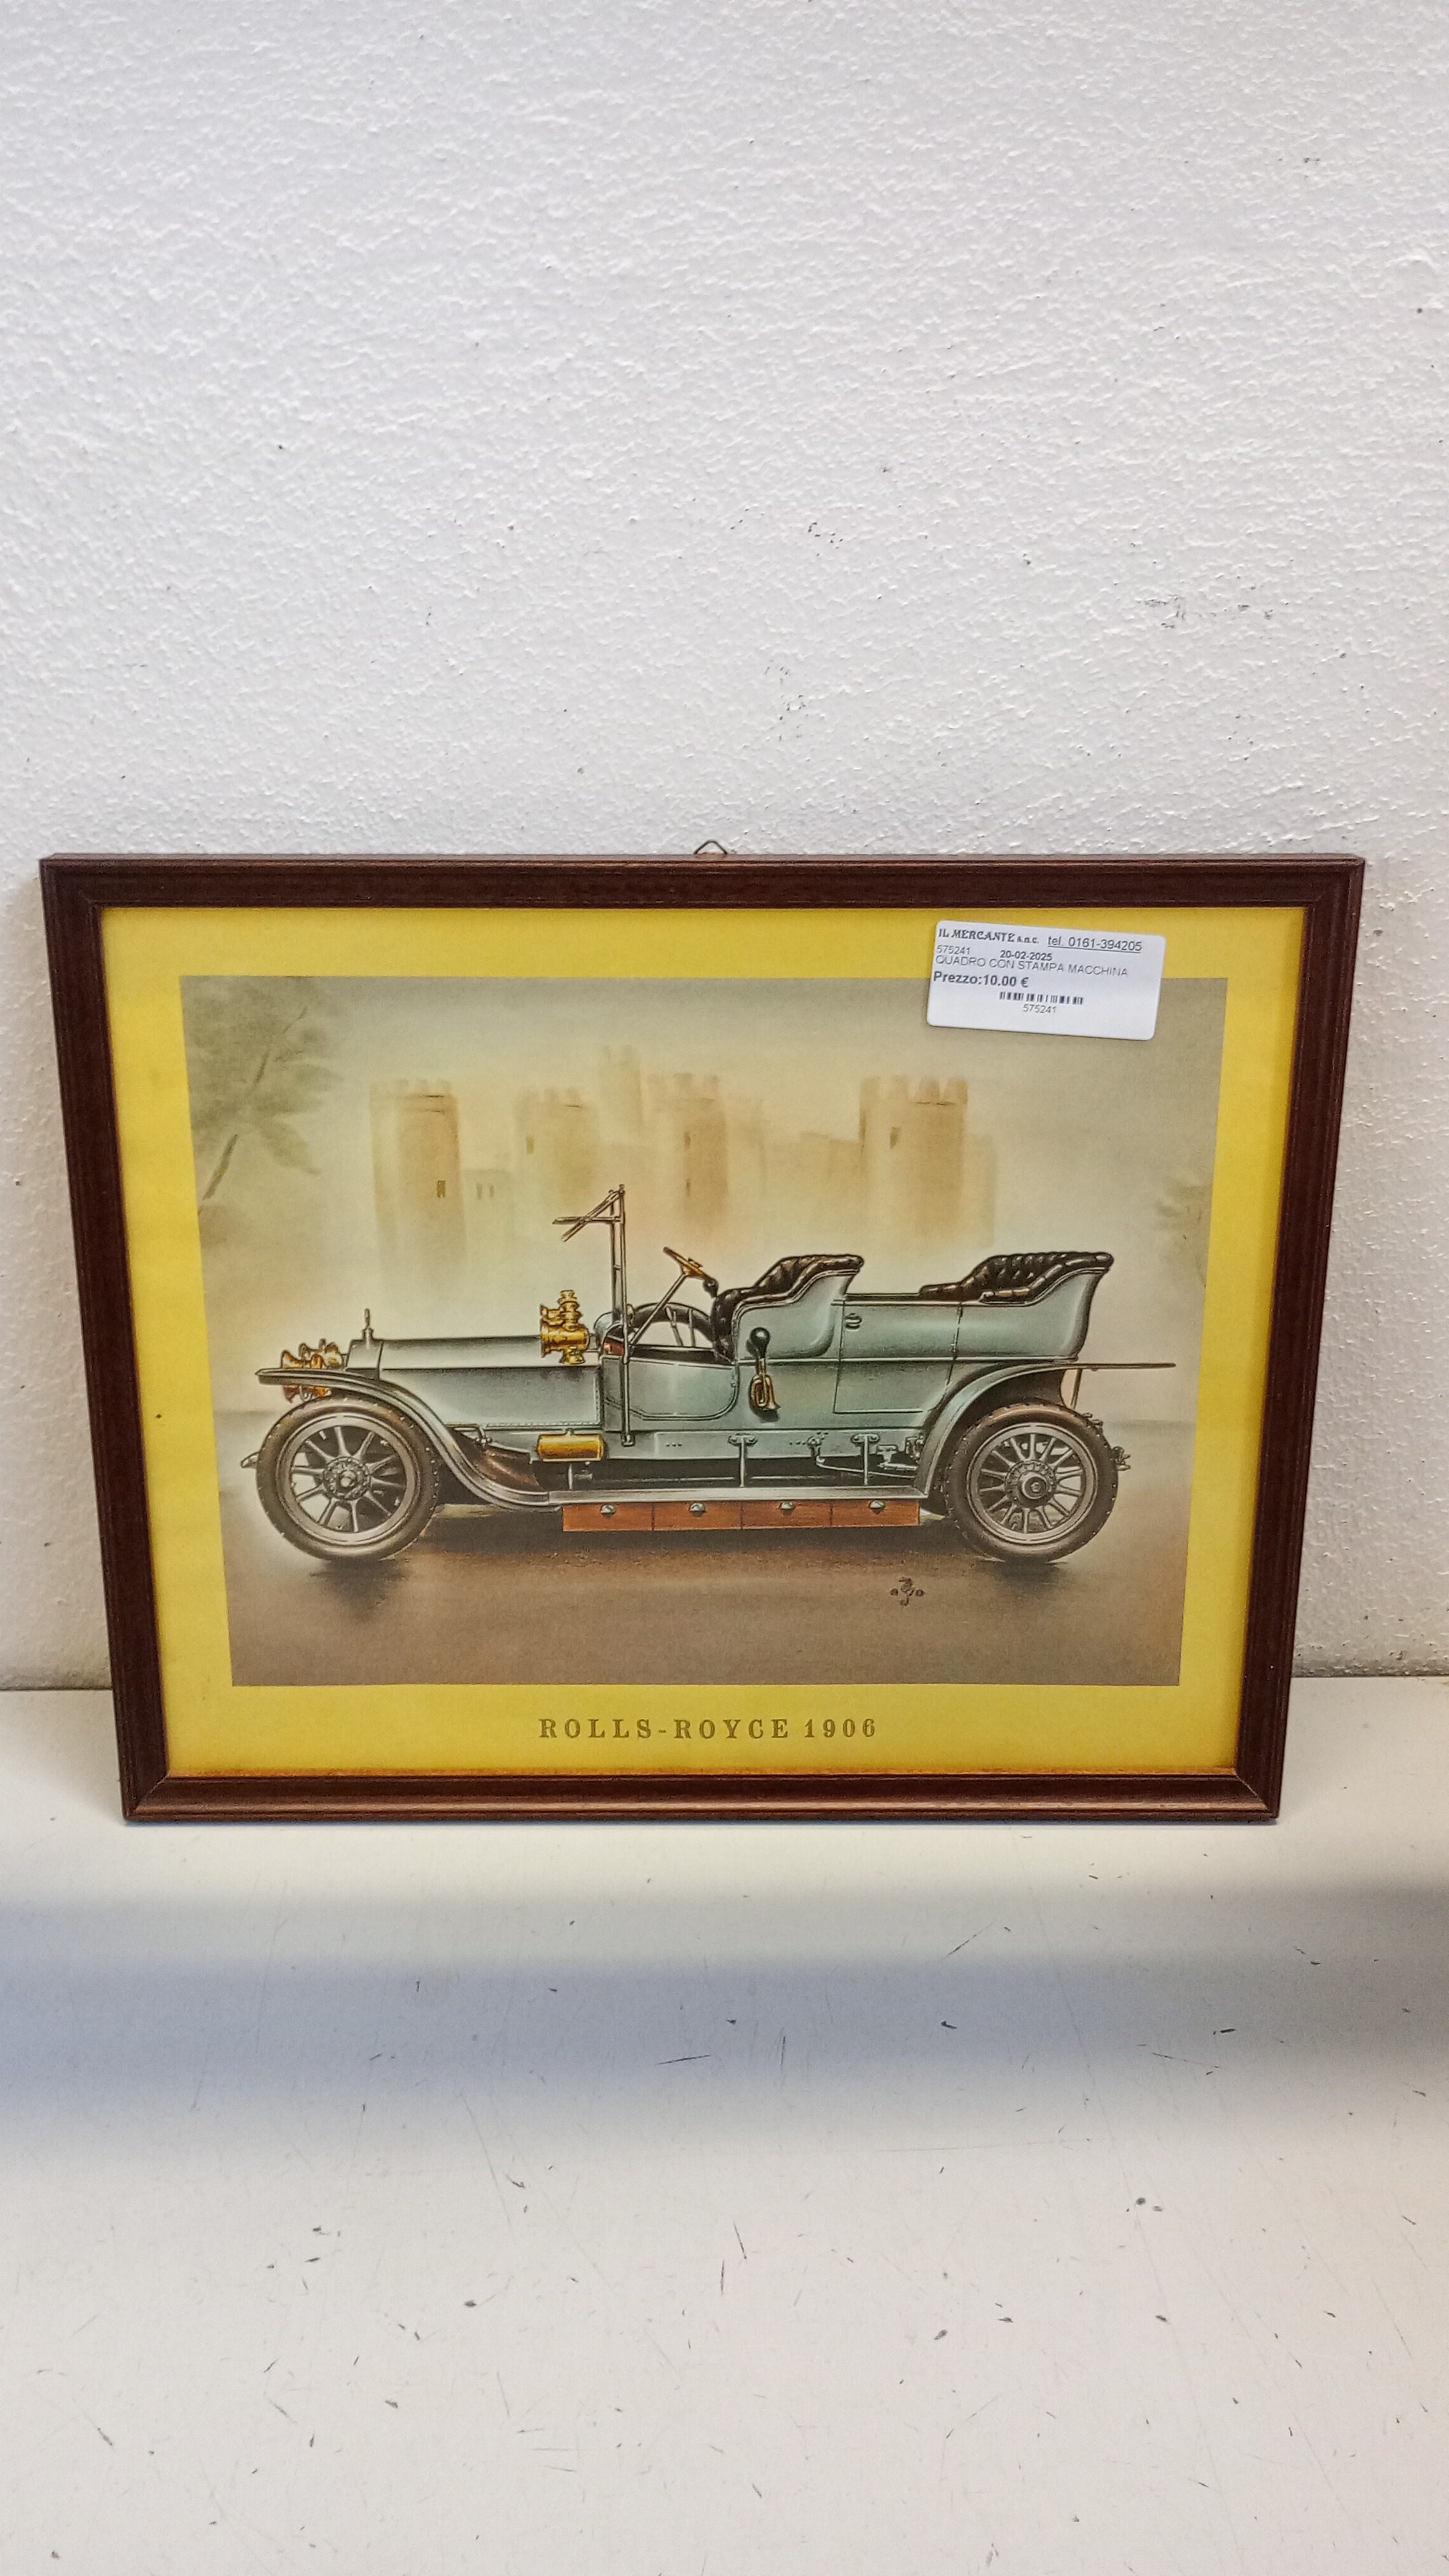 IL MERCANTE s.n.c. tel. 0161-394205
575241 20-02-2025
QUADRO CON STAMPA MACCHINA
Prezzo:10.00 €
575241
ROLLS-ROYCE 1906